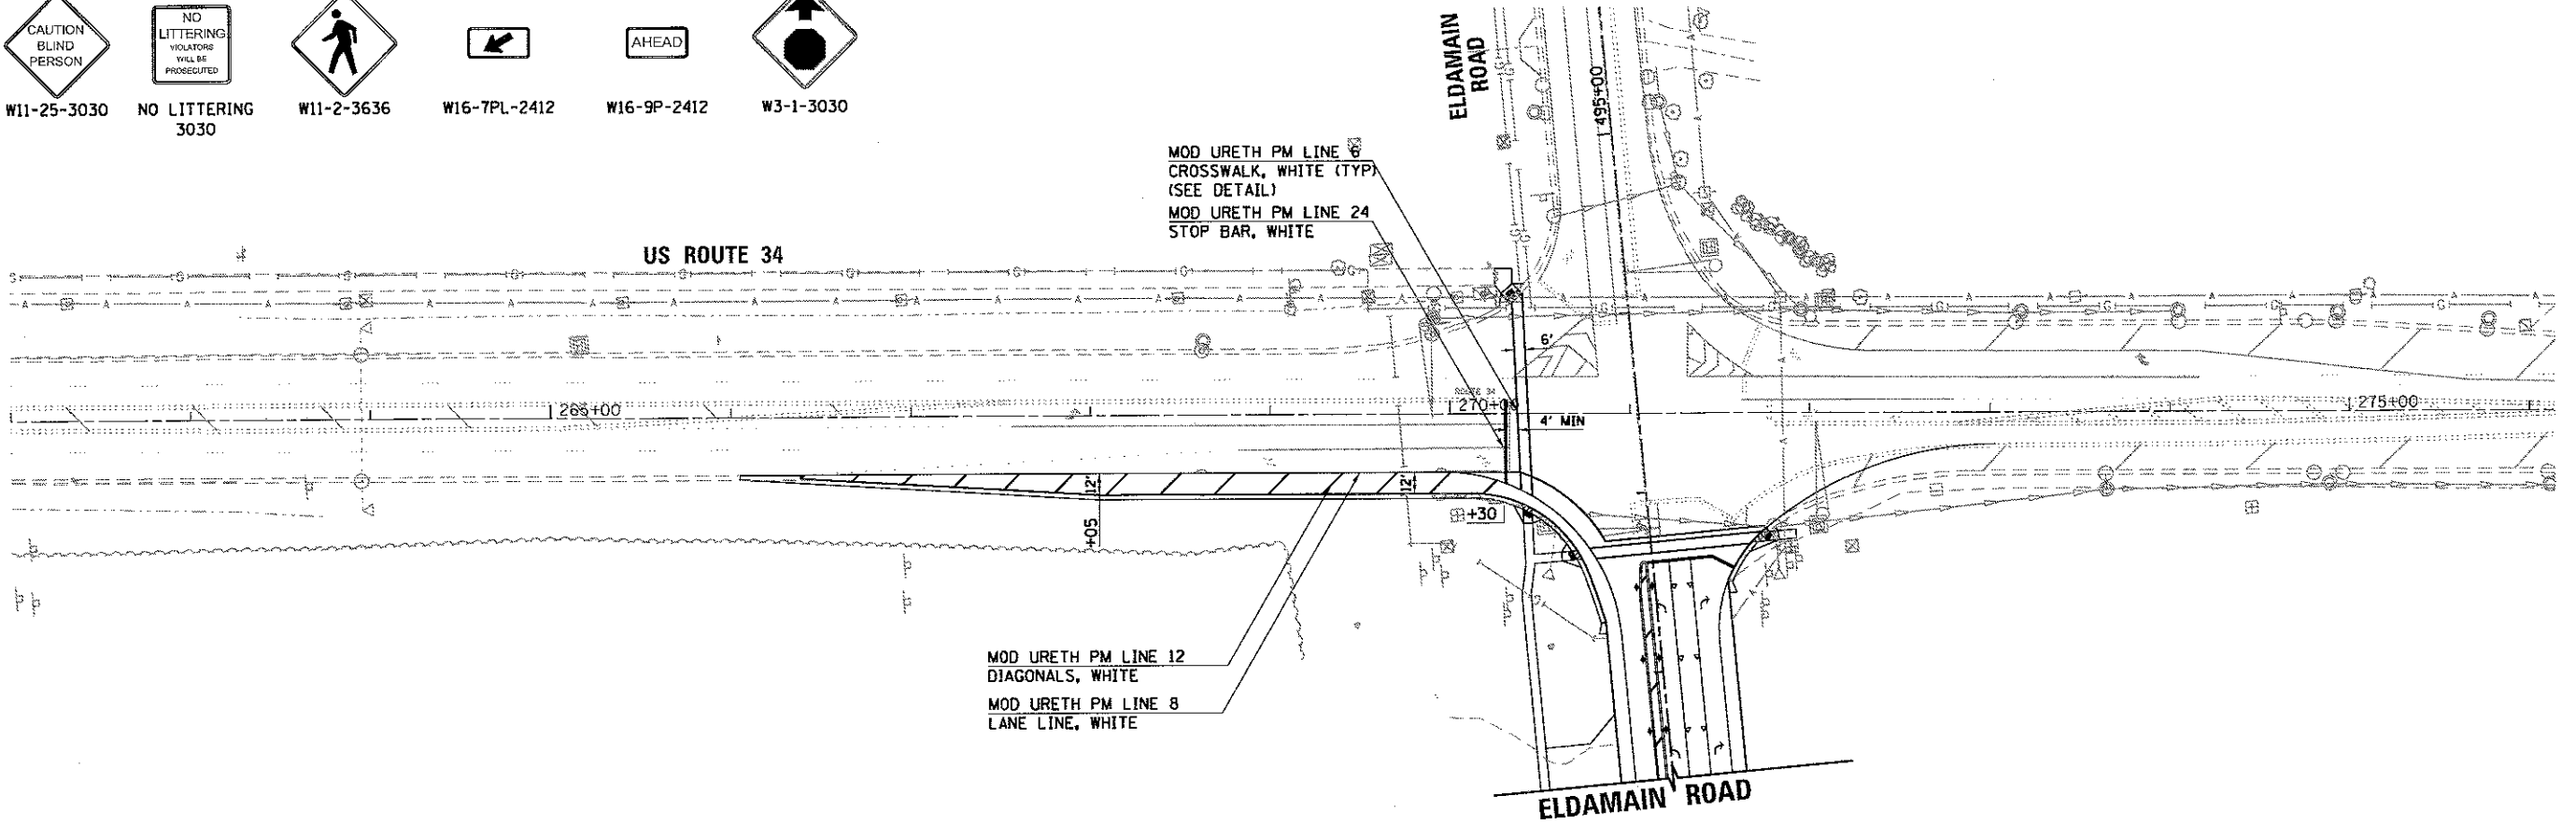 CAUTION
BLIND
PERSON
W11-25-3030
NO
LITTERING
VIOLATORS
WILL BE
PROSECUTED
NO LITTERING
3030
W11-2-3636
W16-7PL-2412
AHEAD
W16-9P-2412
W3-1-3030
ELDAMAIN
ROAD
495+00
MOD URETH PM LINE 6
CROSSWALK, WHITE (TYP)
(SEE DETAIL)
MOD URETH PM LINE 24
STOP BAR, WHITE
US ROUTE 34
6'
ROUTE 34
265+00
270+00
275+00
4' MIN
12'
12'
+05
+30
MOD URETH PM LINE 12
DIAGONALS, WHITE
MOD URETH PM LINE 8
LANE LINE, WHITE
ELDAMAIN ROAD